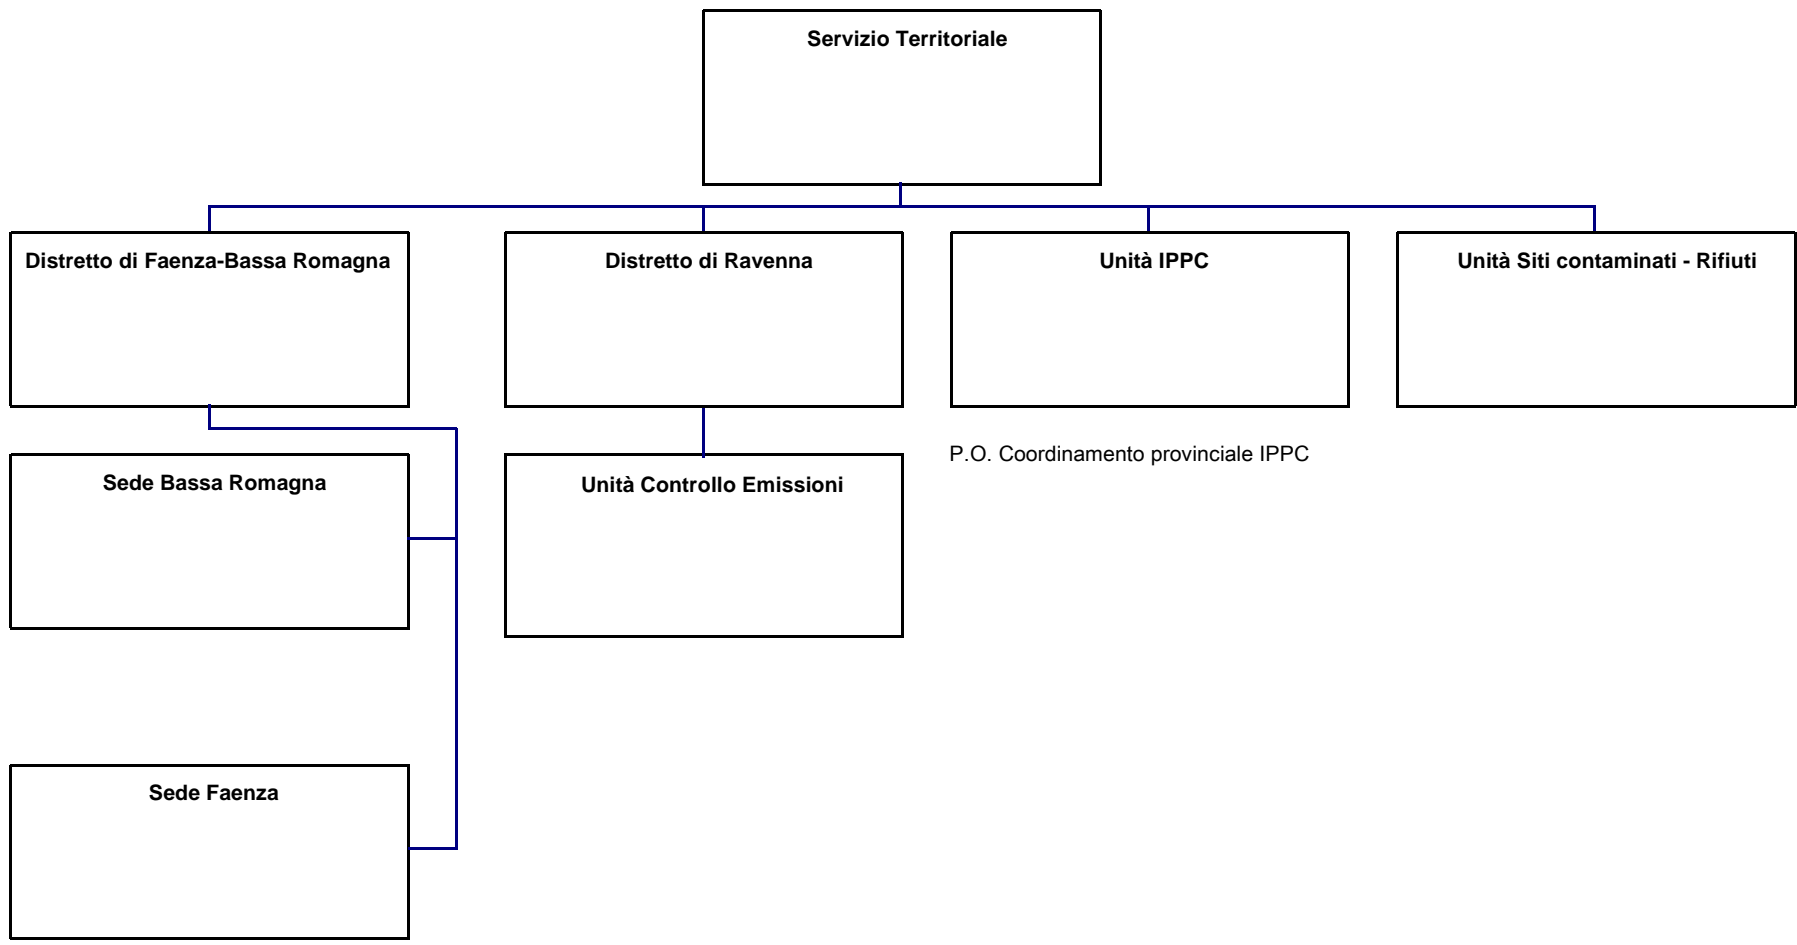 Servizio Territoriale
Distretto di Faenza-Bassa Romagna
Distretto di Ravenna
Unità IPPC
Unità Siti contaminati - Rifiuti
P.O. Coordinamento provinciale IPPC
Sede Bassa Romagna
Unità Controllo Emissioni
Sede Faenza